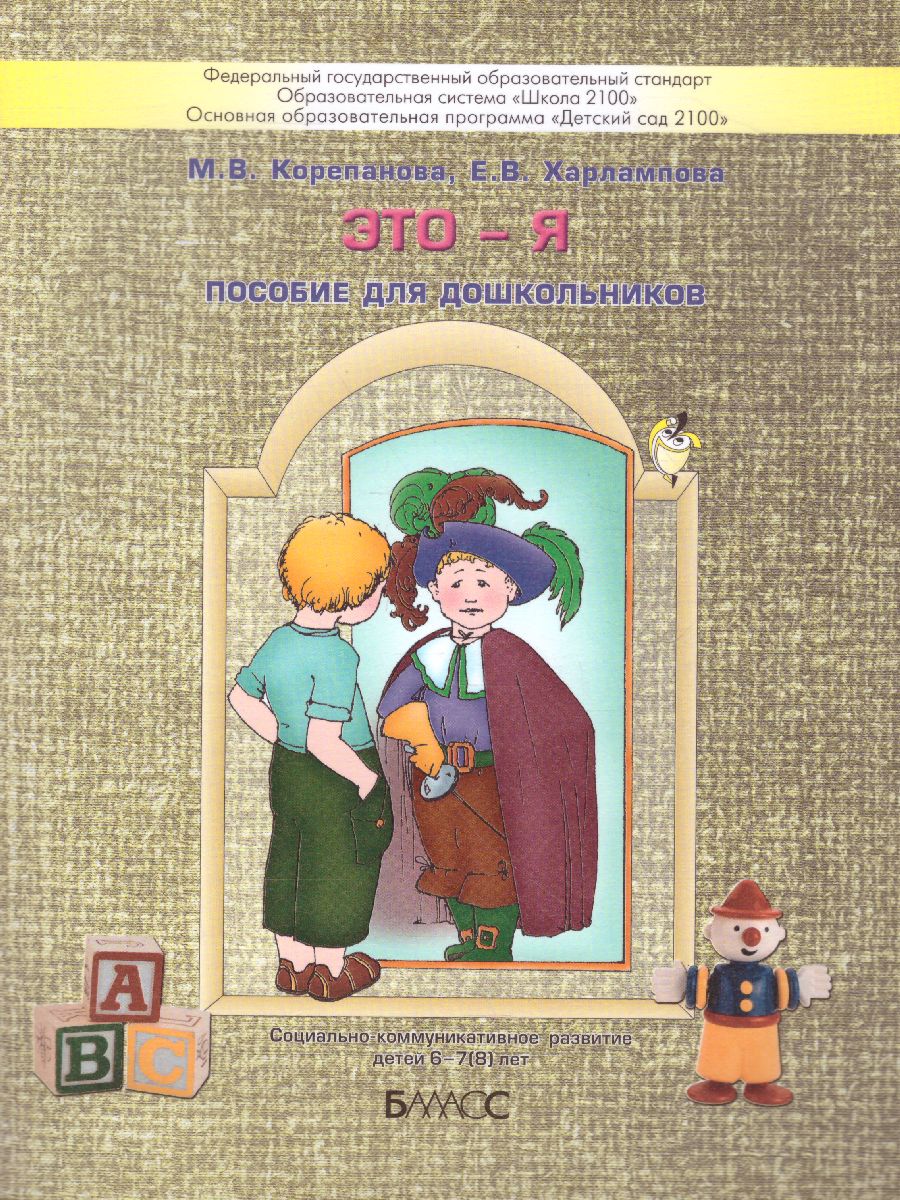 Федеральный государственный образовательный стандарт
Образовательная система «Школа 2100»
Основная образовательная программа «Детский сад 2100»
М.В. Корепанова, Е.В. Харлампова
ЭТО – Я
ПОСОБИЕ ДЛЯ ДОШКОЛЬНИКОВ
A
B C
Социально-коммуникативное развитие
детей 6–7(8) лет
БАЛАСС